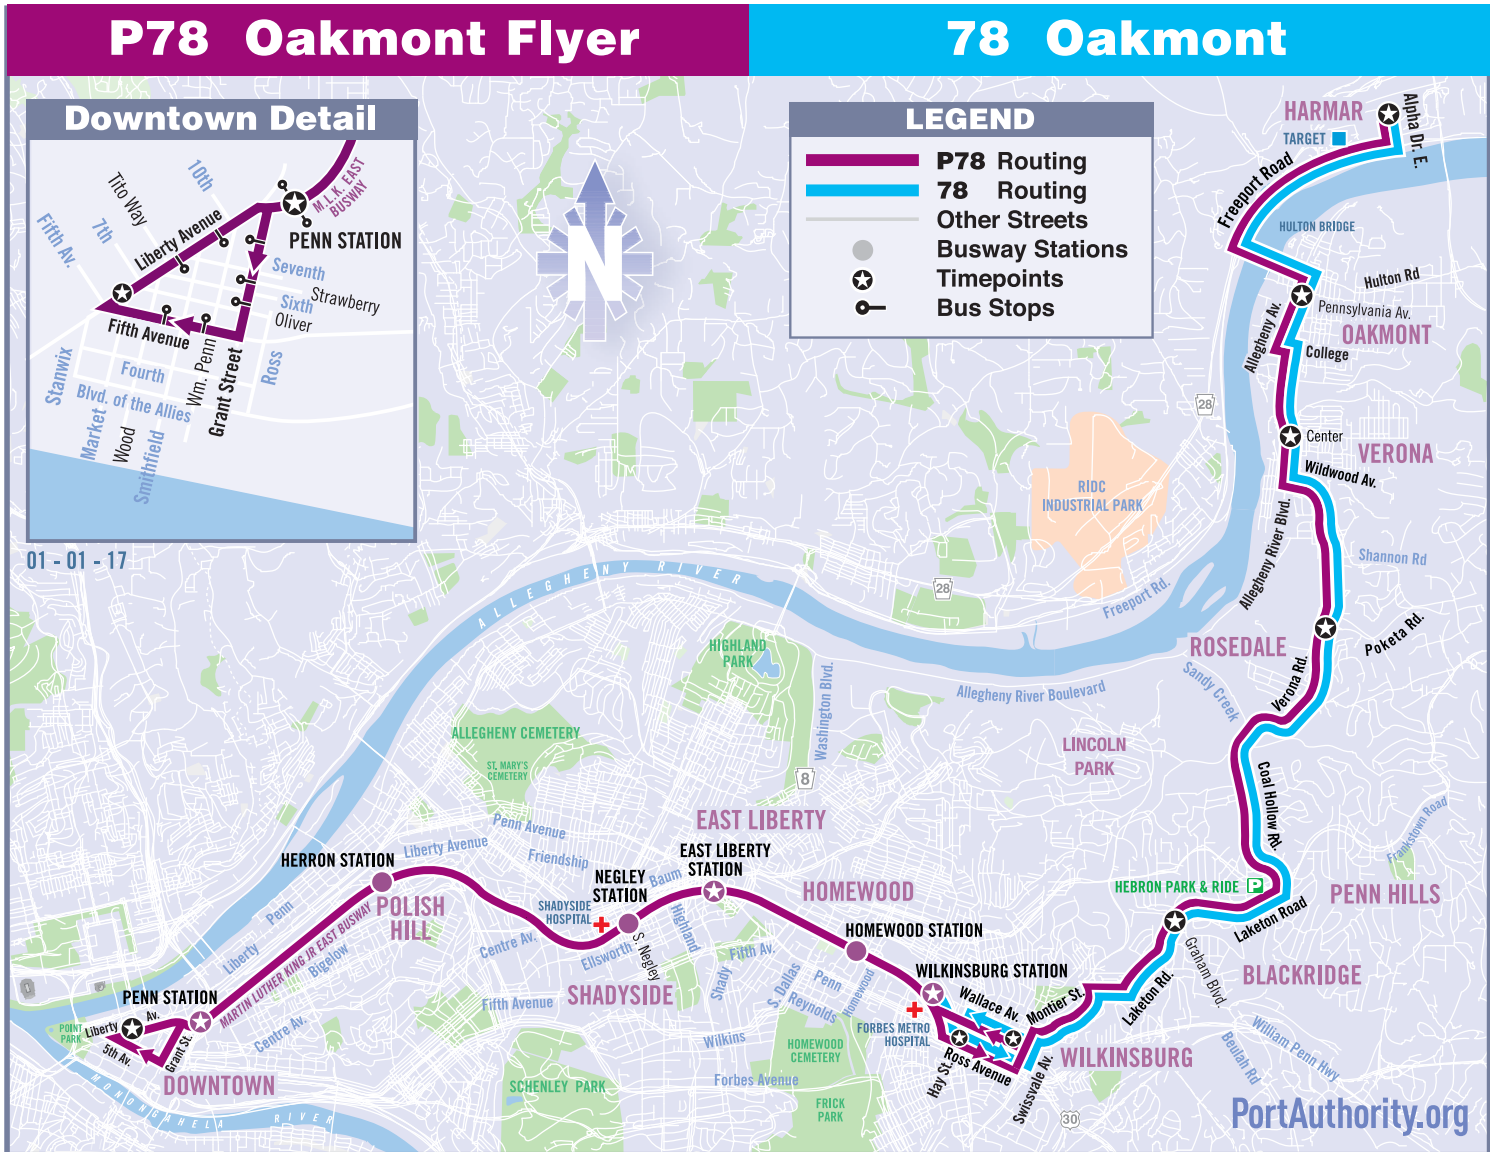 P78 Oakmont Flyer
78 Oakmont
Downtown Detail
10th
Tito Way
7th
Fifth Av.
Liberty Avenue
M.L.K. EAST
BUSWAY
PENN STATION
Seventh
Sixth
Strawberry
Oliver
Fifth Avenue
Wm. Penn
Grant Street
Ross
Stanwix
Fourth
Blvd. of the Allies
Market
Wood
Smithfield
01 - 01 - 17
N
LEGEND
P78 Routing
78 Routing
Other Streets
Busway Stations
Timepoints
Bus Stops
HARMAR
TARGET
Alpha Dr. E.
Freeport Road
HULTON BRIDGE
Hulton Rd
Pennsylvania Av.
Allegheny Av.
OAKMONT
College
28
Center
VERONA
Wildwood Av.
RIDC
INDUSTRIAL PARK
Allegheny River Blvd.
Shannon Rd
28
Freeport Rd.
ALLEGHENY RIVER
Poketa Rd.
ROSEDALE
Sandy Creek
Verona Rd.
HIGHLAND
PARK
Washington Blvd.
Allegheny River Boulevard
ALLEGHENY CEMETERY
ST. MARY'S
CEMETERY
LINCOLN
PARK
8
Coal Hollow Rd.
Frankstown Road
EAST LIBERTY
Penn Avenue
Liberty Avenue
Friendship
HERRON STATION
EAST LIBERTY
STATION
NEGLEY
STATION
Baum
HOMEWOOD
HEBRON PARK & RIDE
P
PENN HILLS
SHADYSIDE
HOSPITAL
POLISH
HILL
Penn
Liberty
MARTIN LUTHER KING JR EAST BUSWAY
Bigelow
Centre Av.
Ellsworth
S. Negley
Highland
Fifth Av.
HOMEWOOD STATION
Laketon Road
Graham Blvd.
BLACKRIDGE
WILKINSBURG STATION
PENN STATION
SHADYSIDE
Shady
S. Dallas
Penn
Reynolds
Homewood
Wallace Av.
Montier St.
Laketon Rd.
Fifth Avenue
Centre Av.
POINT
PARK
Liberty
Av.
5th Av.
Grant St.
DOWNTOWN
Wilkins
HOMEWOOD
CEMETERY
FORBES METRO
HOSPITAL
Ross Avenue
Hay St.
Swissvale Av.
WILKINSBURG
Beulah Rd
William Penn Hwy
SCHENLEY PARK
Forbes Avenue
FRICK
PARK
30
MONONGAHELA RIVER
PortAuthority.org